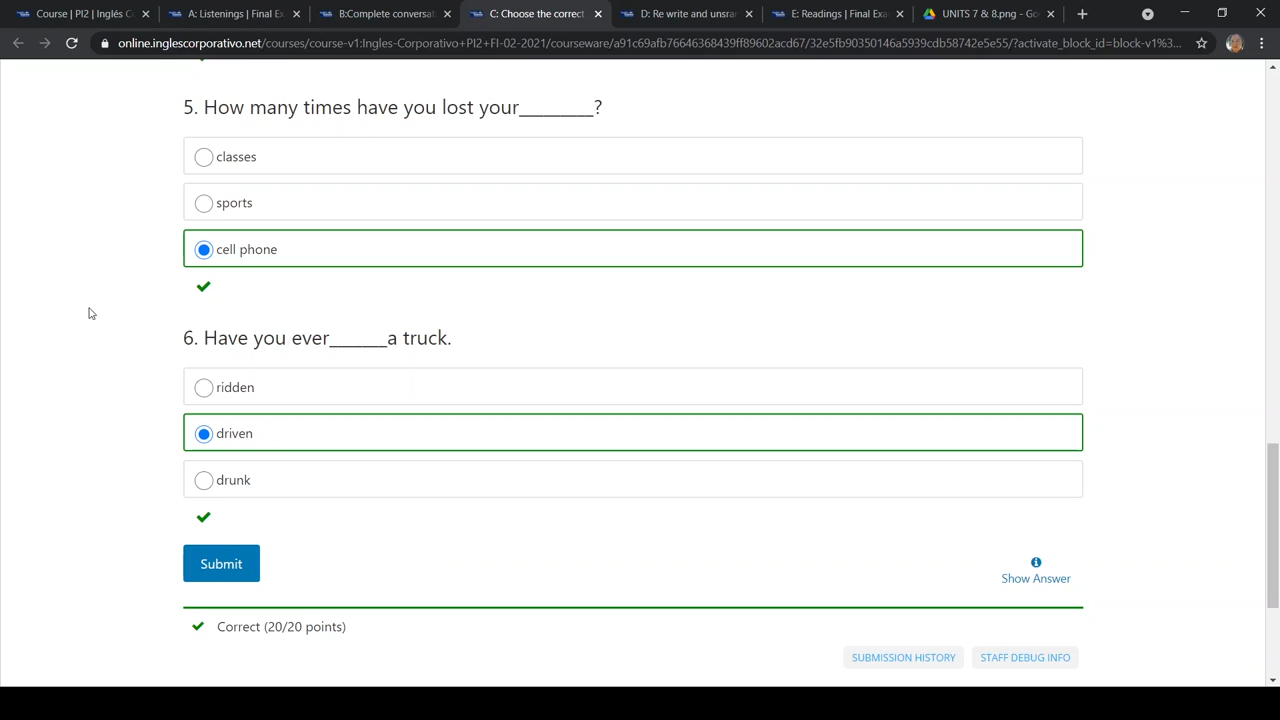 Course | PI2 | Inglés Co
A: Listenings | Final Ex
B:Complete conversat
C: Choose the correct
D: Re write and unsra
E: Readings | Final Exa
UNITS 7 & 8.png - Go
online.inglescorporativo.net/courses/course-v1:Ingles-Corporativo+PI2+FI-02-2021/courseware/a91c69afb76646368439ff89602acd67/32e5fb90350146a5939cdb58742e5e55/?activate_block_id=block-v1%3...
5. How many times have you lost your_________?
classes
sports
cell phone
6. Have you ever_______a truck.
ridden
driven
drunk
Submit
Show Answer
Correct (20/20 points)
SUBMISSION HISTORY
STAFF DEBUG INFO